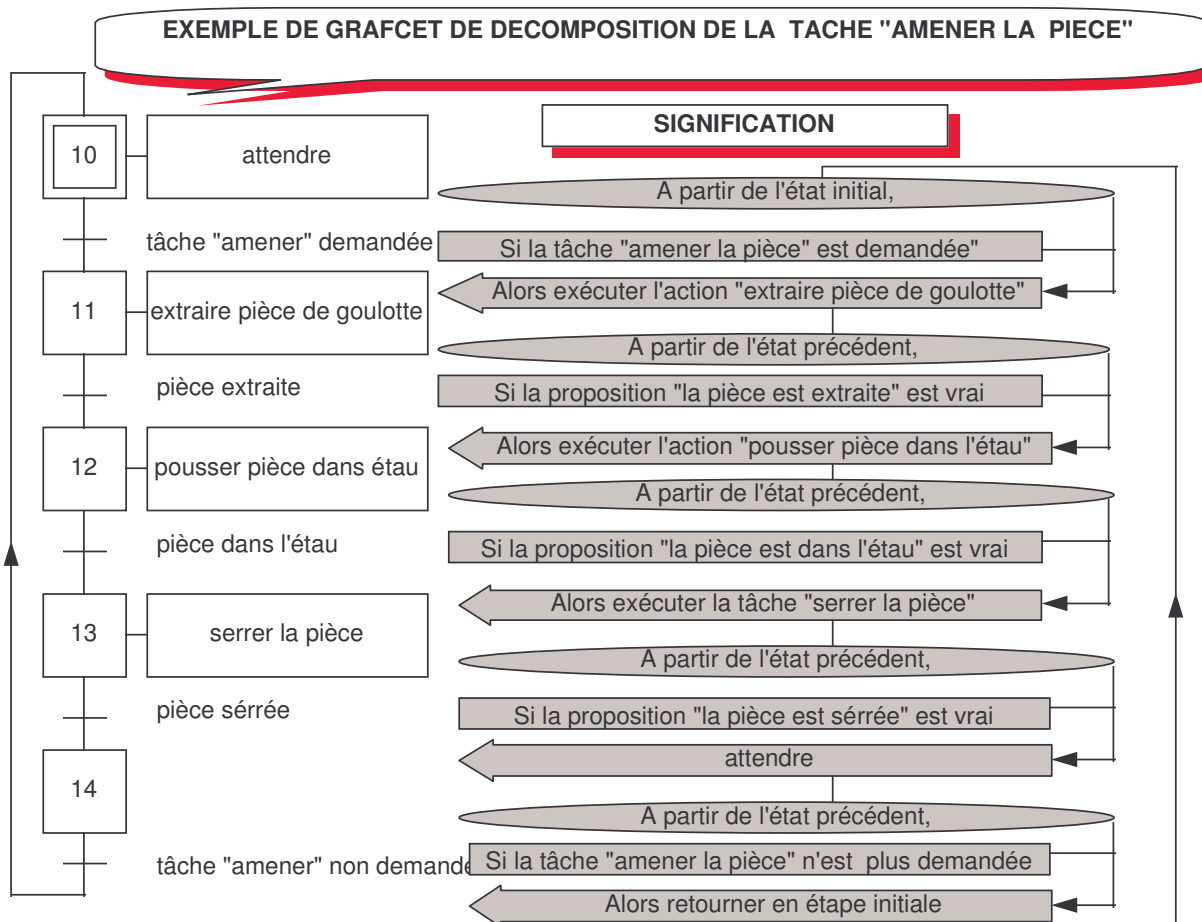 EXEMPLE DE GRAFCET DE DECOMPOSITION DE LA TACHE "AMENER LA PIECE"
SIGNIFICATION
10
attendre
A partir de l'état initial,
tâche "amener" demandée
Si la tâche "amener la pièce" est demandée"
11
extraire pièce de goulotte
Alors exécuter l'action "extraire pièce de goulotte"
A partir de l'état précédent,
pièce extraite
Si la proposition "la pièce est extraite" est vrai
12
pousser pièce dans étau
Alors exécuter l'action "pousser pièce dans l'étau"
A partir de l'état précédent,
pièce dans l'étau
Si la proposition "la pièce est dans l'étau" est vrai
13
serrer la pièce
Alors exécuter la tâche "serrer la pièce"
A partir de l'état précédent,
pièce sérrée
Si la proposition "la pièce est sérrée" est vrai
14
attendre
A partir de l'état précédent,
tâche "amener" non demandé
Si la tâche "amener la pièce" n'est plus demandée
Alors retourner en étape initiale